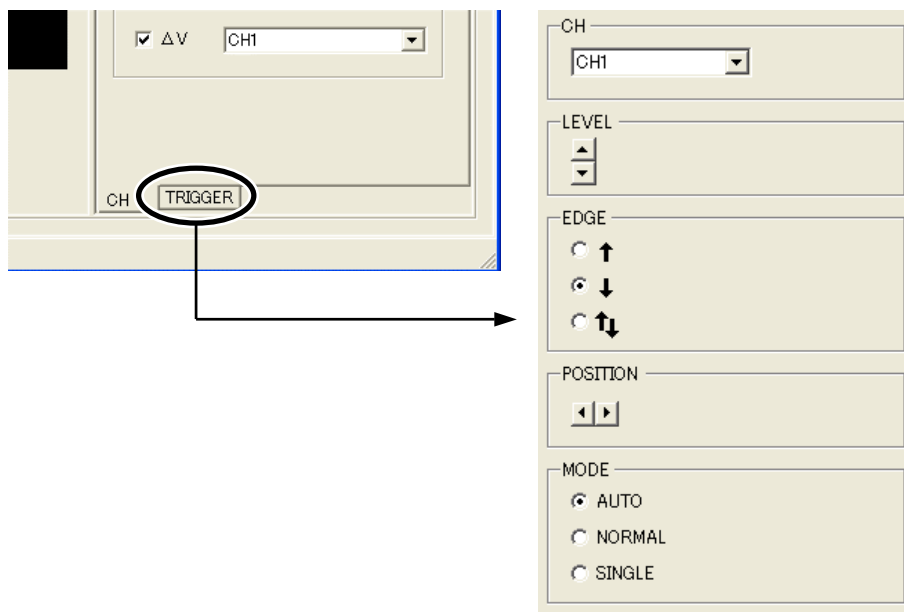 ΔV CH1
CH TRIGGER
CH
CH1
LEVEL
EDGE
↑
↓
↑↓
POSITION
MODE
AUTO
NORMAL
SINGLE